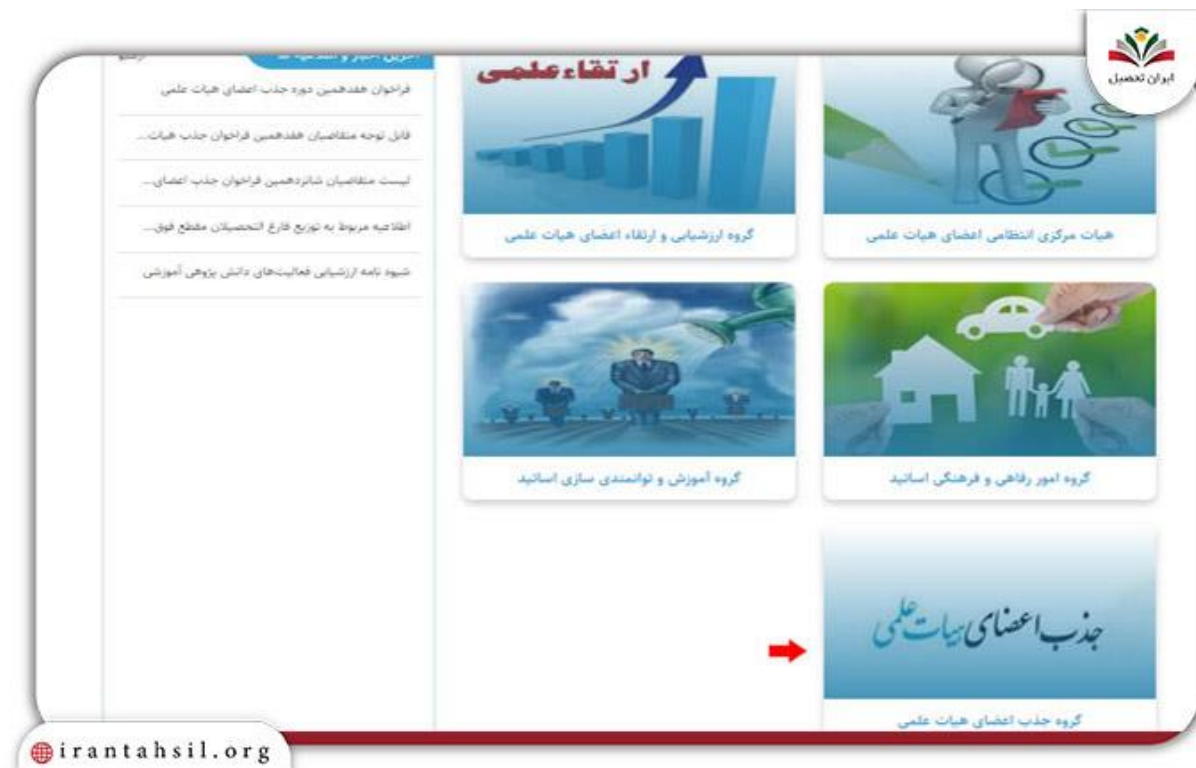 ایران تحصیل
ارتقاء علمی
هیات مرکزی انتظامی اعضای هیات علمی
گروه ارزشیابی و ارتقاء اعضای هیات علمی
گروه امور رفاهی و فرهنگی اساتید
گروه آموزش و توانمندی سازی اساتید
جذب اعضای هیات علمی
گروه جذب اعضای هیات علمی
فراخوان هفدهمین دوره جذب اعضای هیات علمی
قابل توجه متقاضیان هفدهمین فراخوان جذب هیات...
لیست متقاضیان شانزدهمین فراخوان جذب اعضای...
اطلاعیه مربوط به توزیع فارغ التحصیلان مقطع فوق...
شیوه نامه ارزشیابی فعالیت‌های دانش پژوهی آموزشی
irantahsil.org